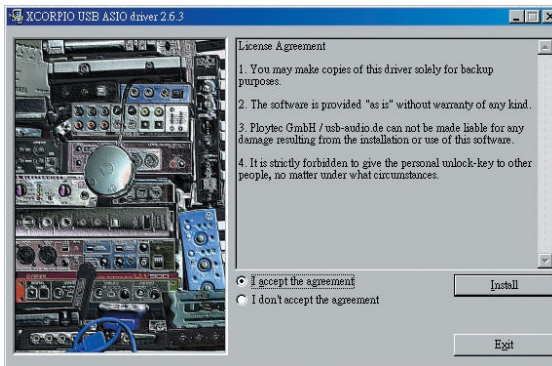 XCORPIO USB ASIO driver 2.6.3
License Agreement
1. You may make copies of this driver solely for backup
purposes.
2. The software is provided "as is" without warranty of any kind.
3. Ploytec GmbH / usb-audio.de can not be made liable for any
damage resulting from the installation or use of this software.
4. It is strictly forbidden to give the personal unlock-key to other
people, no matter under what circumstances.
I accept the agreement
I don't accept the agreement
Install
Exit